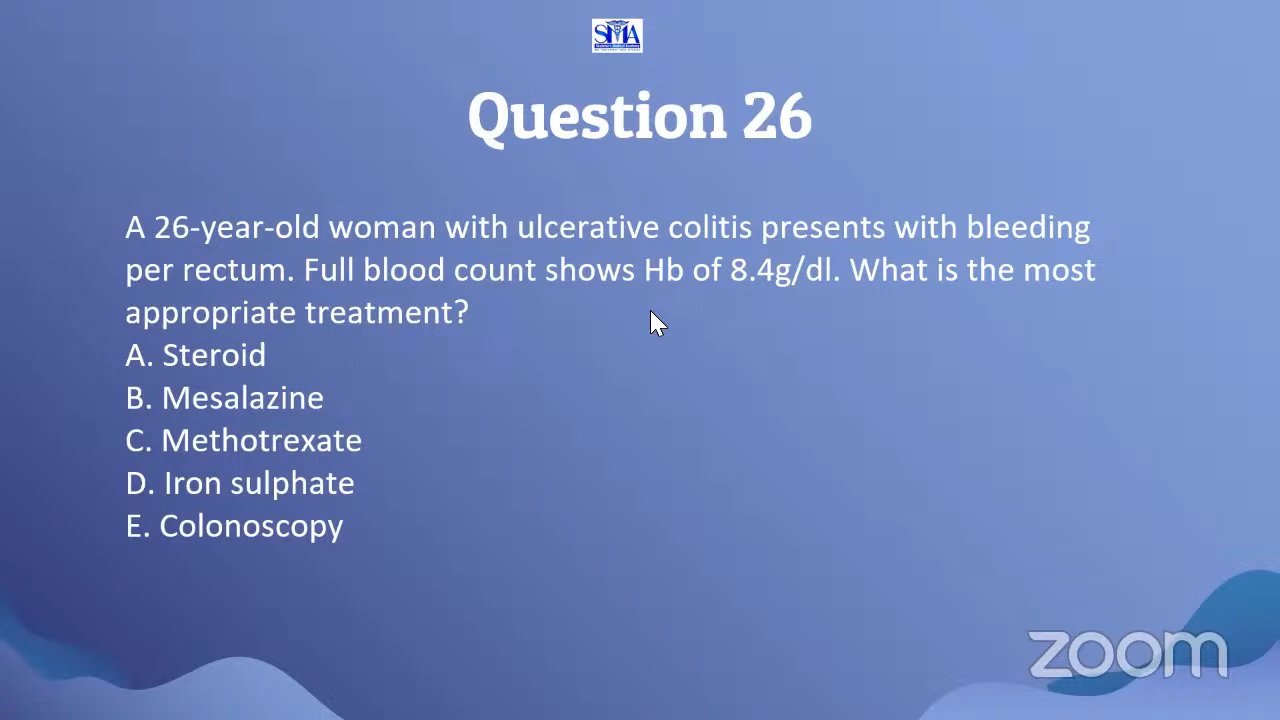 SMA
Question 26
A 26-year-old woman with ulcerative colitis presents with bleeding
per rectum. Full blood count shows Hb of 8.4g/dl. What is the most
appropriate treatment?
A. Steroid
B. Mesalazine
C. Methotrexate
D. Iron sulphate
E. Colonoscopy
zoom